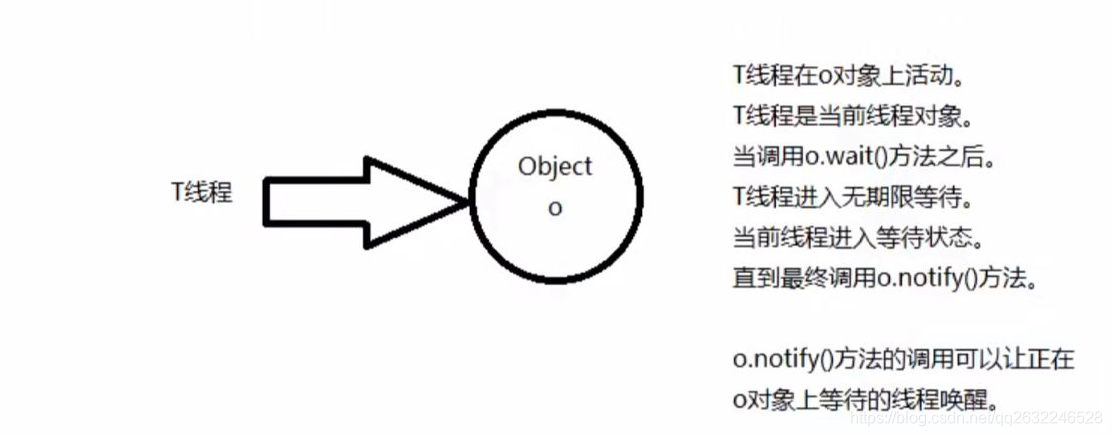 T线程
Object
o
T线程在o对象上活动。
T线程是当前线程对象。
当调用o.wait()方法之后。
T线程进入无期限等待。
当前线程进入等待状态。
直到最终调用o.notify()方法。
o.notify()方法的调用可以让正在
o对象上等待的线程唤醒。
https://blog.csdn.net/qq2632246528